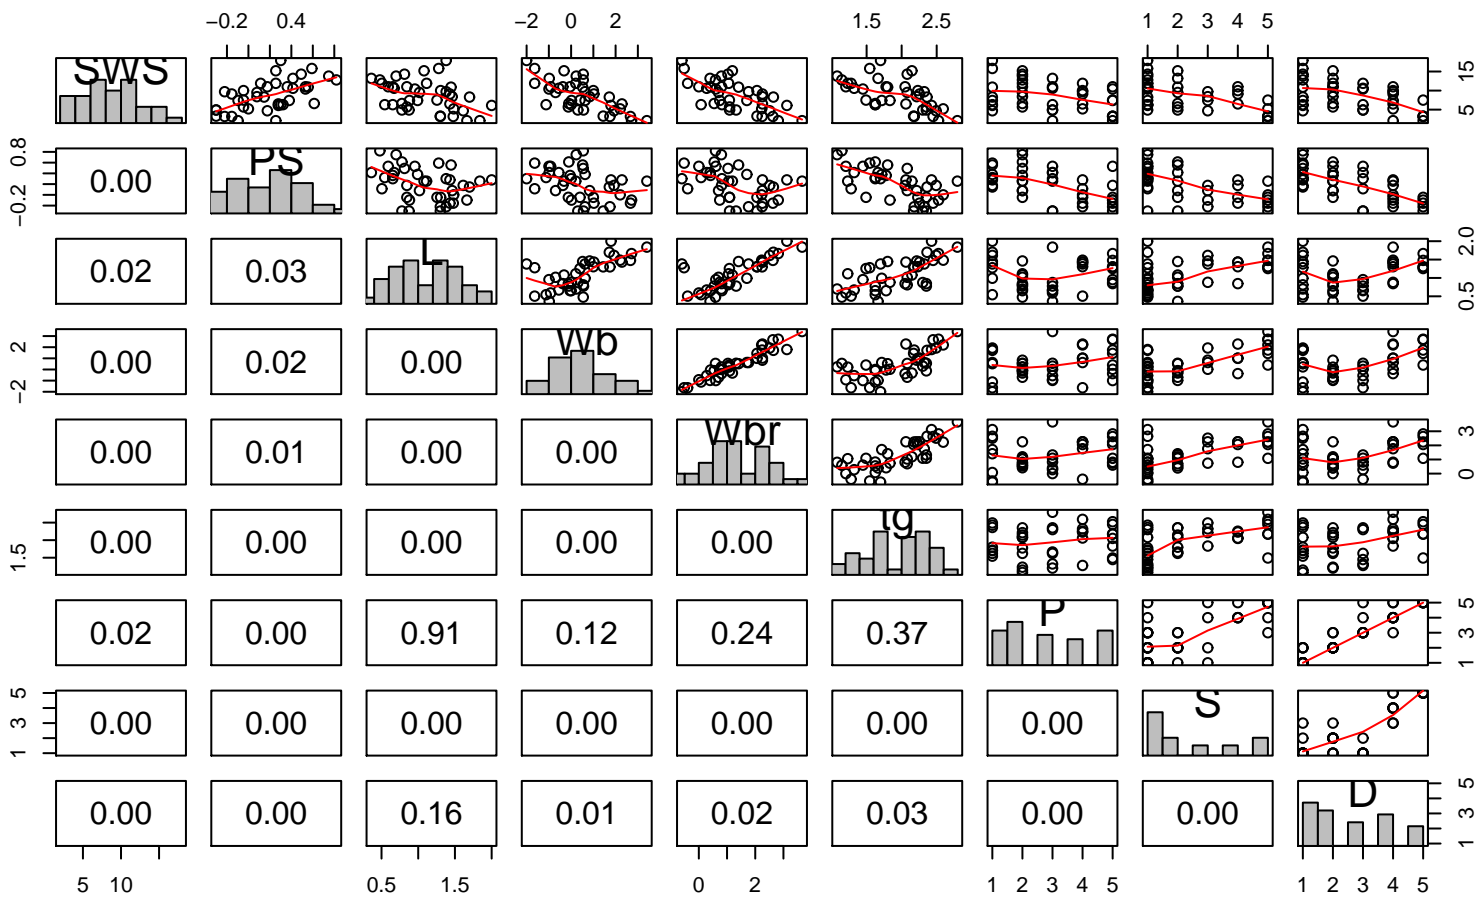 −0.2 0.4 −2 0 2 1.5 2.5 1 2 3 4 5
SWS 5 15
−0.2 0.8 0.00 PS
0.02 0.03 L 0.5 2.0
−2 2 0.00 0.02 0.00 Wb
0.00 0.01 0.00 0.00 Wbr 0 3
1.5 0.00 0.00 0.00 0.00 0.00 tg
0.02 0.00 0.91 0.12 0.24 0.37 P 1 3 5
1 3 5 0.00 0.00 0.00 0.00 0.00 0.00 0.00 S
0.00 0.00 0.16 0.01 0.02 0.03 0.00 0.00 D 1 3 5
5 10 0.5 1.5 0 2 1 2 3 4 5 1 2 3 4 5